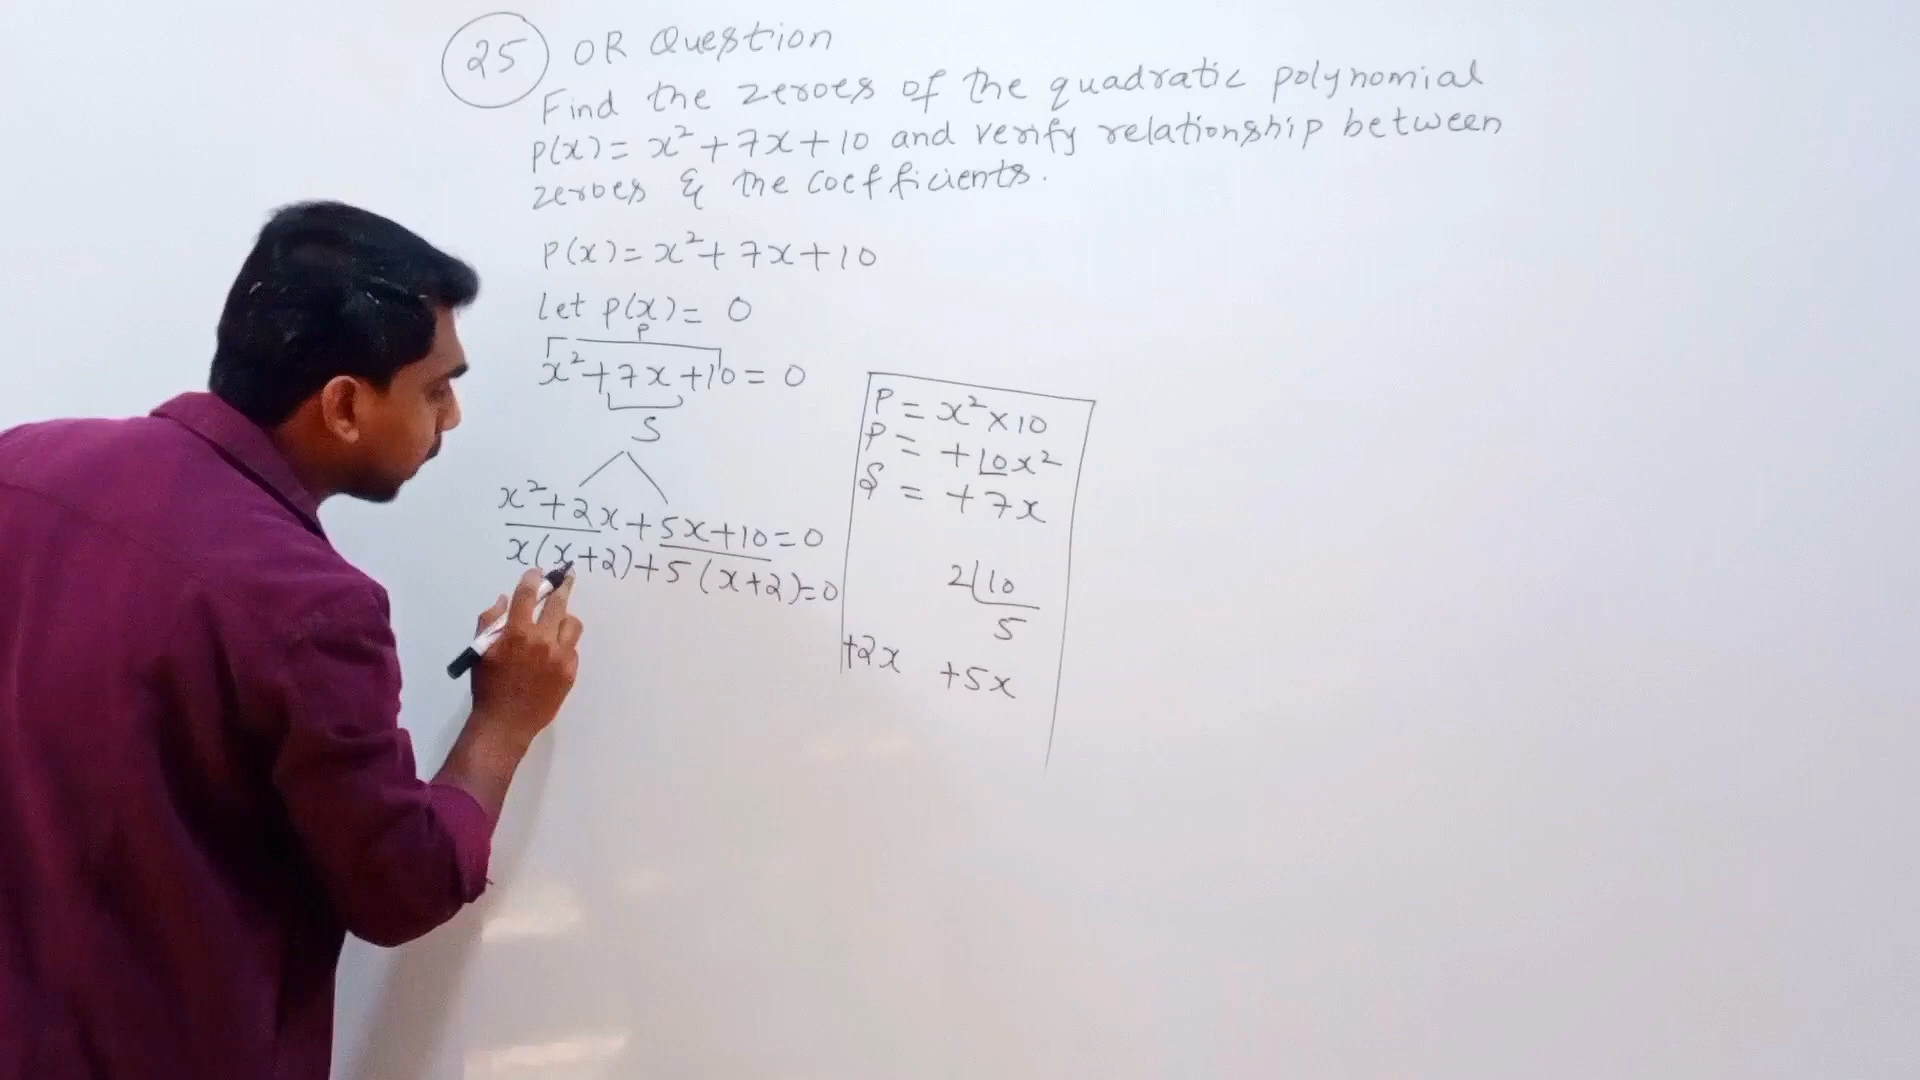 25 OR Question
Find the zeroes of the quadratic polynomial
p(x) = x² + 7x + 10 and verify relationship between
zeroes & the coefficients.
P(x) = x² + 7x + 10
Let p(x) = 0
P
x² + 7x + 10 = 0
S
x² + 2x + 5x + 10 = 0
x(x+2) + 5(x+2) = 0
P = x² × 10
P = +10x²
S = +7x
2 10
5
+2x +5x